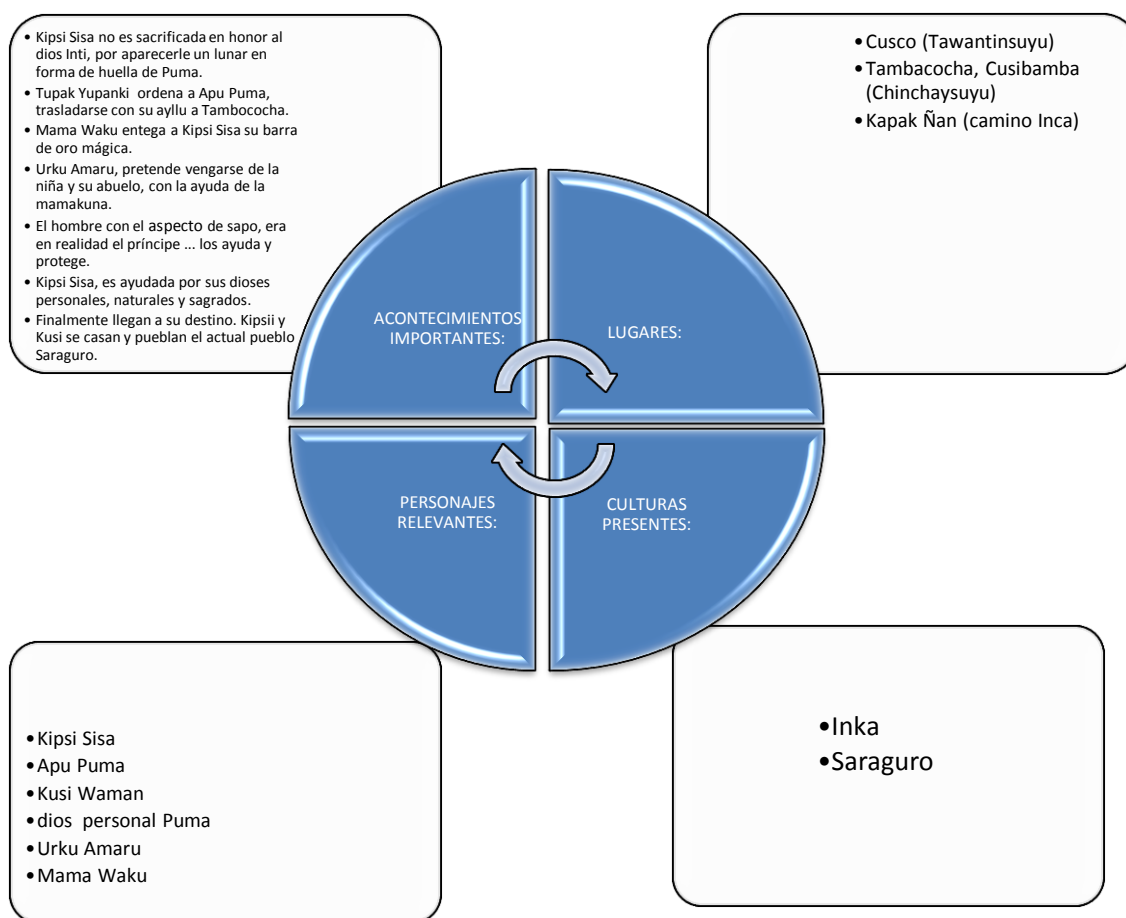 •Kipsi Sisa no es sacrificada en honor al
dios Inti, por aparecerle un lunar en
forma de huella de Puma.
•Tupak Yupanki ordena a Apu Puma,
trasladarse con su ayllu a Tambococha.
•Mama Waku entega a Kipsi Sisa su barra
de oro mágica.
•Urku Amaru, pretende vengarse de la
niña y su abuelo, con la ayuda de la
mamakuna.
•El hombre con el aspecto de sapo, era
en realidad el príncipe ... los ayuda y
protege.
•Kipsi Sisa, es ayudada por sus dioses
personales, naturales y sagrados.
•Finalmente llegan a su destino. Kipsii y
Kusi se casan y pueblan el actual pueblo
Saraguro.
•Cusco (Tawantinsuyu)
•Tambacocha, Cusibamba
(Chinchaysuyu)
•Kapak Ñan (camino Inca)
ACONTECIMIENTOS
IMPORTANTES:
LUGARES:
PERSONAJES
RELEVANTES:
CULTURAS
PRESENTES:
•Kipsi Sisa
•Apu Puma
•Kusi Waman
•dios personal Puma
•Urku Amaru
•Mama Waku
•Inka
•Saraguro